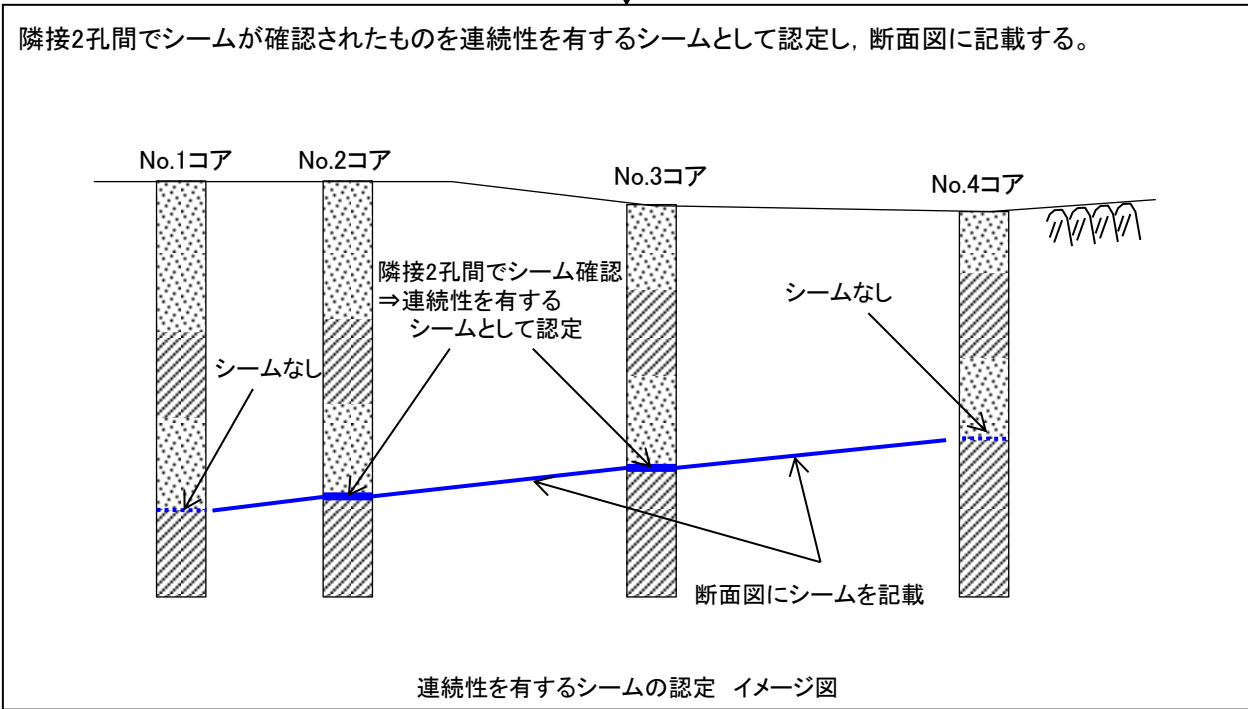 隣接2孔間でシームが確認されたものを連続性を有するシームとして認定し，断面図に記載する。
No.1コア
No.2コア
No.3コア
No.4コア
隣接2孔間でシーム確認
⇒連続性を有する
シームとして認定
シームなし
シームなし
断面図にシームを記載
連続性を有するシームの認定　イメージ図